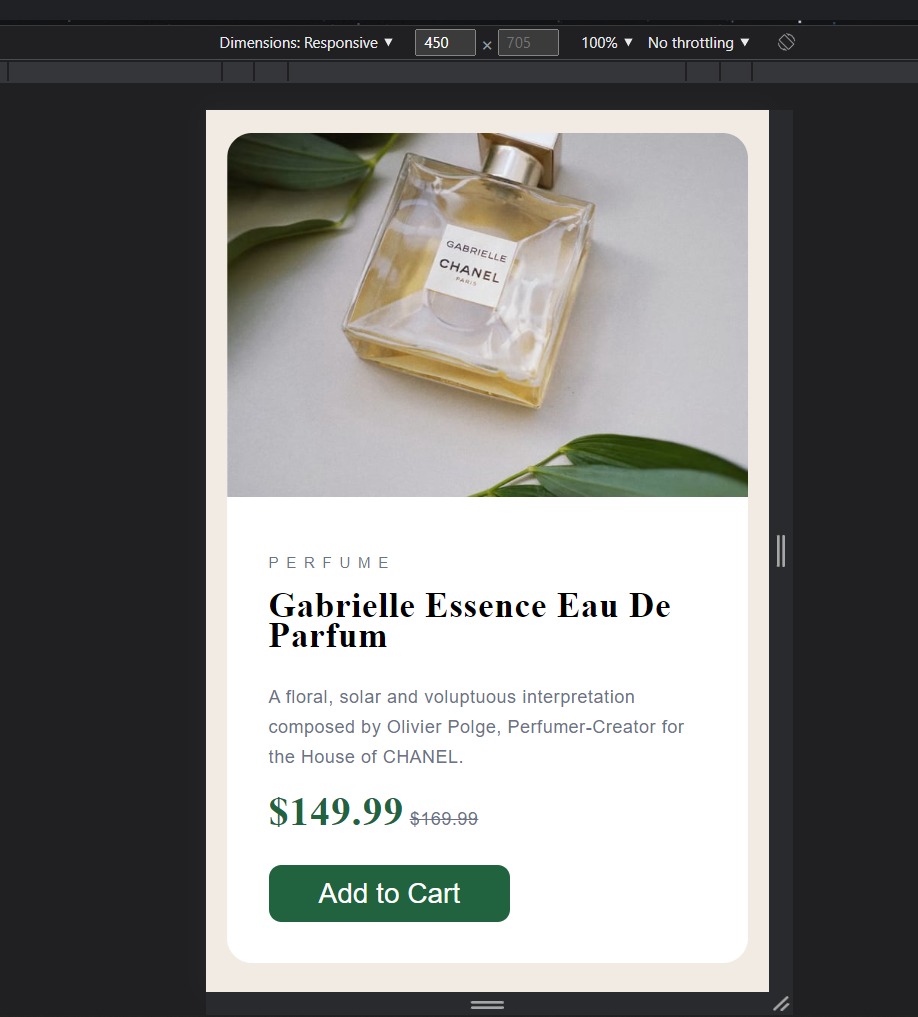 Dimensions: Responsive ▼ 450 × 705 100% ▼ No throttling ▼
GABRIELLE
CHANEL
PARIS
PERFUME
Gabrielle Essence Eau De
Parfum
A floral, solar and voluptuous interpretation
composed by Olivier Polge, Perfumer-Creator for
the House of CHANEL.
$149.99 $169.99
Add to Cart